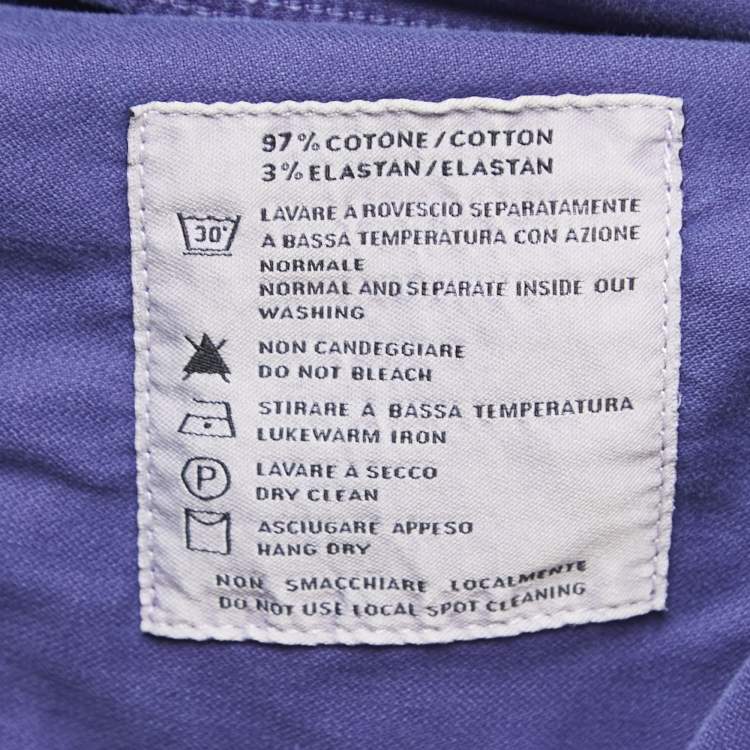 97% COTONE/COTTON
3% ELASTAN/ELASTAN
30° LAVARE A ROVESCIO SEPARATAMENTE
A BASSA TEMPERATURA CON AZIONE
NORMALE
NORMAL AND SEPARATE INSIDE OUT
WASHING
NON CANDEGGIARE
DO NOT BLEACH
STIRARE A BASSA TEMPERATURA
LUKEWARM IRON
P LAVARE A SECCO
DRY CLEAN
ASCIUGARE APPESO
HANG DRY
NON SMACCHIARE LOCALMENTE
DO NOT USE LOCAL SPOT CLEANING